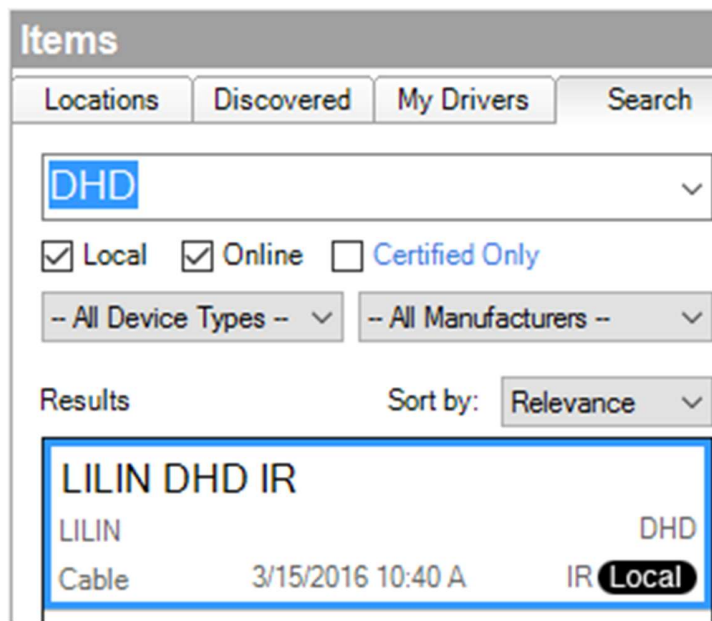 Items
Locations Discovered My Drivers Search
DHD
Local Online Certified Only
-- All Device Types -- -- All Manufacturers --
Results Sort by: Relevance
LILIN DHD IR
LILIN DHD
Cable 3/15/2016 10:40 A IR Local